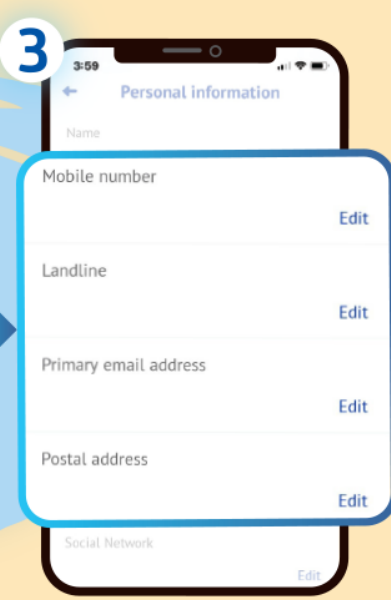 3
3:59
Personal information
Name
Mobile number
Edit
Landline
Edit
Primary email address
Edit
Postal address
Edit
Social Network
Edit